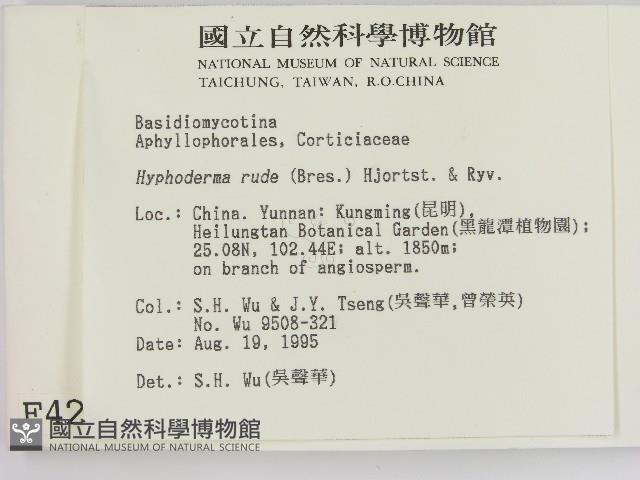 國立自然科學博物館
NATIONAL MUSEUM OF NATURAL SCIENCE
TAICHUNG, TAIWAN, R.O.CHINA
Basidiomycotina
Aphyllophorales, Corticiaceae
Hyphoderma rude (Bres.) Hjortst. & Ryv.
Loc.: China. Yunnan: Kungming(昆明),
Heilungtan Botanical Garden(黑龍潭植物園);
25.08N, 102.44E; alt. 1850m;
on branch of angiosperm.
Col.: S.H. Wu & J.Y. Tseng(吳聲華,曾榮英)
No. Wu 9508-321
Date: Aug. 19, 1995
Det.: S.H. Wu(吳聲華)
F42
國立自然科學博物館
NATIONAL MUSEUM OF NATURAL SCIENCE